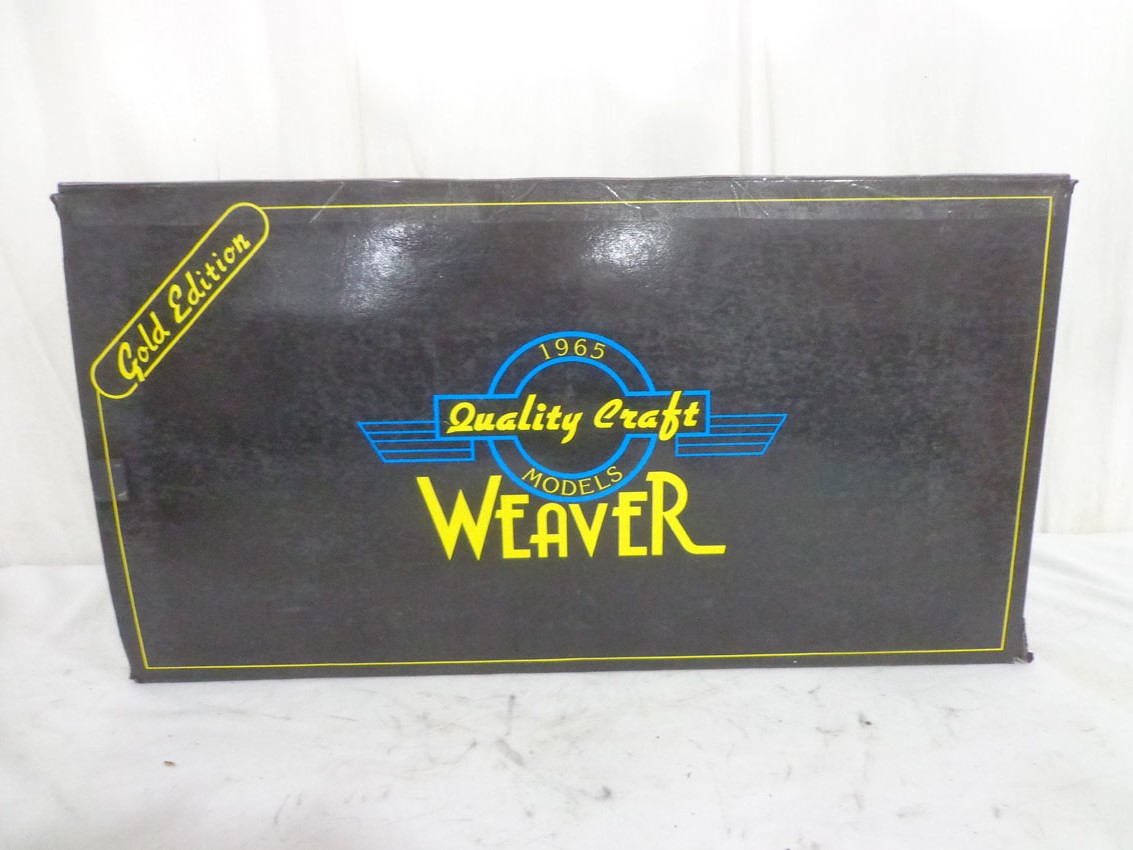 Gold Edition
1965
Quality Craft
MODELS
WEAVER